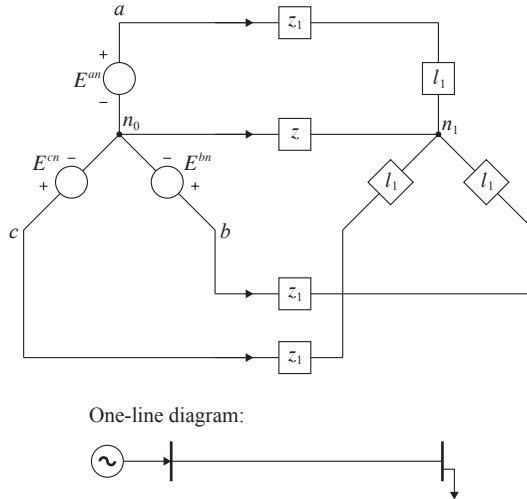 a
z₁
+
Eᵃⁿ
l₁
−
n₀
z
n₁
Eᶜⁿ
−
−
Eᵇⁿ
l₁
l₁
+
+
c
b
z₁
z₁
One-line diagram:
~